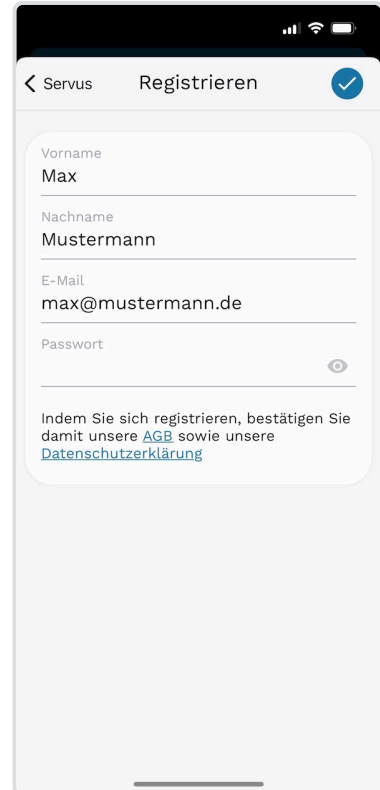 Servus
Registrieren
Vorname
Max
Nachname
Mustermann
E-Mail
max@mustermann.de
Passwort
Indem Sie sich registrieren, bestätigen Sie
damit unsere AGB sowie unsere
Datenschutzerklärung